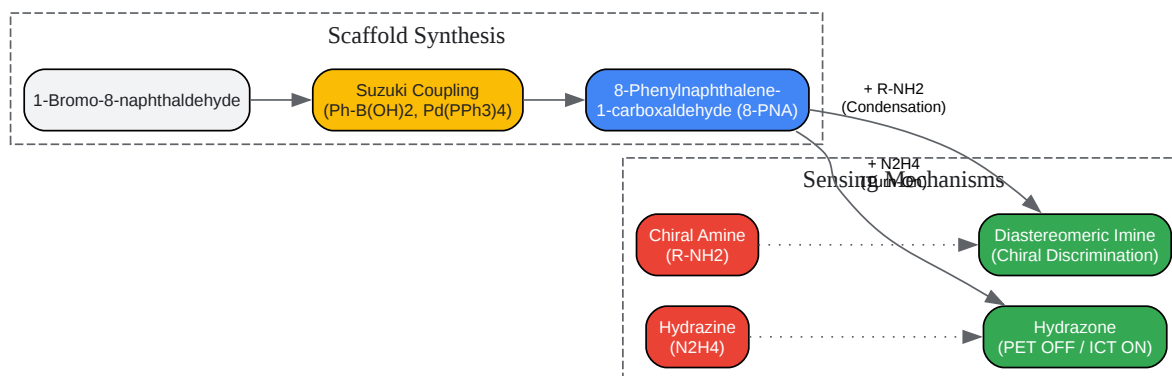 Scaffold Synthesis
1-Bromo-8-naphthaldehyde
Suzuki Coupling
(Ph-B(OH)2, Pd(PPh3)4)
8-Phenylnaphthalene-
1-carboxaldehyde (8-PNA)
+ R-NH2
(Condensation)
+ N2H4
(Turn-On)
Sensing Mechanisms
Chiral Amine
(R-NH2)
Diastereomeric Imine
(Chiral Discrimination)
Hydrazine
(N2H4)
Hydrazone
(PET OFF / ICT ON)